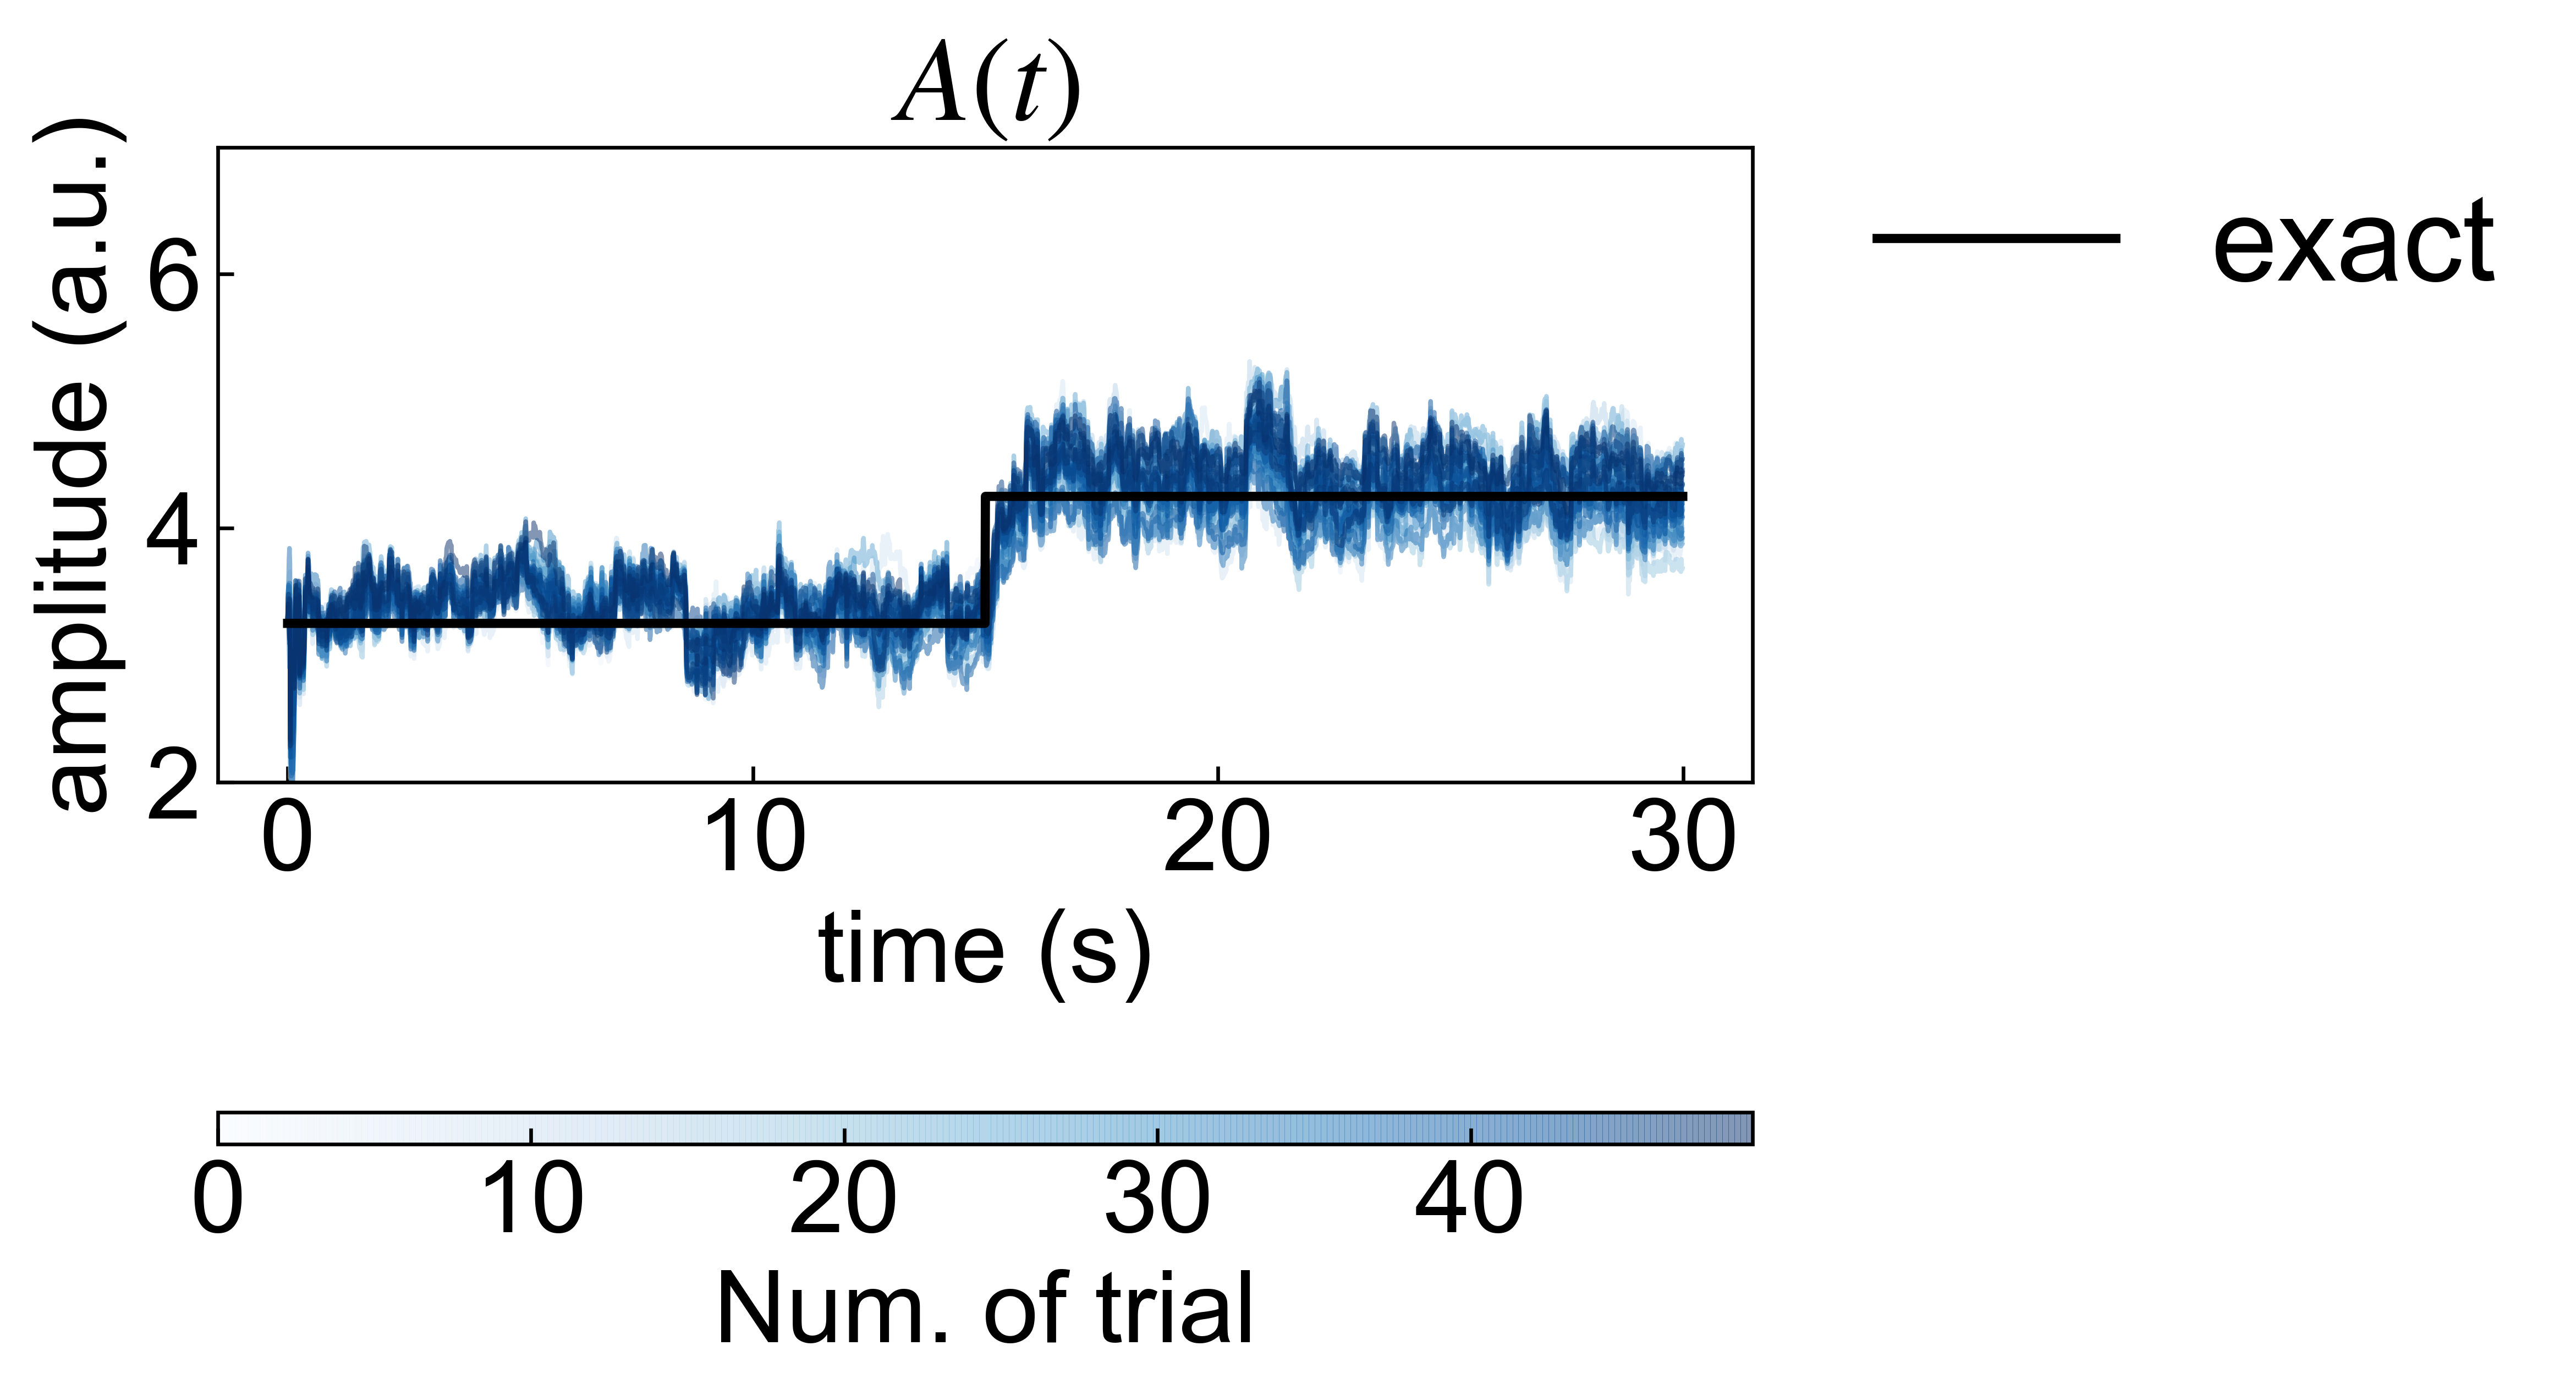 A(t)
exact
amplitude (a.u.)
6
4
2
0 10 20 30
time (s)
0 10 20 30 40
Num. of trial